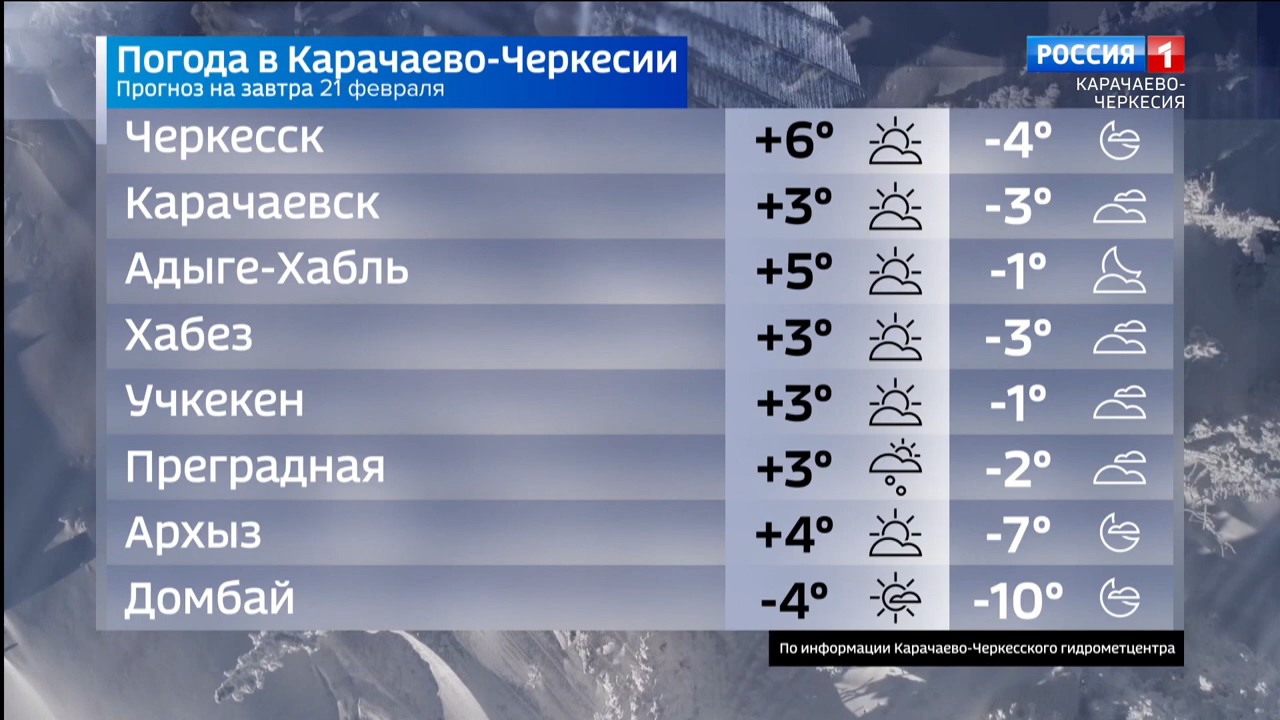 Погода в Карачаево-Черкесии
Прогноз на завтра 21 февраля
РОССИЯ 1
КАРАЧАЕВО-
ЧЕРКЕСИЯ
Черкесск +6° -4°
Карачаевск +3° -3°
Адыге-Хабль +5° -1°
Хабез +3° -3°
Учкекен +3° -1°
Преградная +3° -2°
Архыз +4° -7°
Домбай -4° -10°
По информации Карачаево-Черкесского гидрометцентра